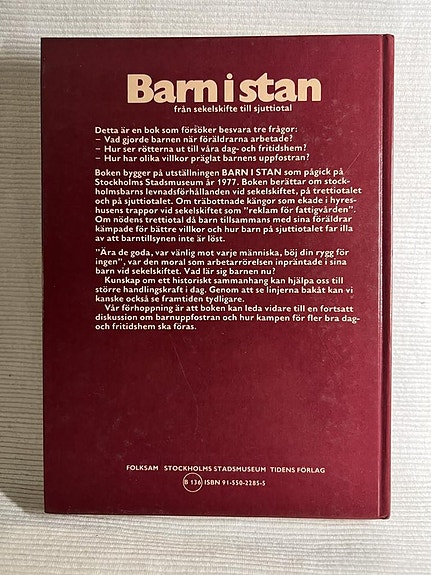 Barn i stan
från sekelskifte till sjuttiotal
Detta är en bok som försöker besvara tre frågor:
– Vad gjorde barnen när föräldrarna arbetade?
– Hur ser rötterna ut till våra dag- och fritidshem?
– Hur har olika villkor präglat barnens uppfostran?
Boken bygger på utställningen BARN I STAN som pågick på
Stockholms Stadsmuseum år 1977. Boken berättar om stock-
holmsbarns levnadsförhållanden vid sekelskiftet, på trettiotalet
och på sjuttiotalet. Om träbottnade kängor som ekade i hyres-
husens trappor vid sekelskiftet som "reklam för fattigvården".
Om nödens trettiotal då barn tillsammans med sina föräldrar
kämpade för bättre villkor och hur barn på sjuttiotalet far illa
av att barntillsynen inte är löst.
"Ära de goda, var vänlig mot varje människa, böj din rygg för
ingen", var den moral som arbetarrörelsen inpräntade i sina
barn vid sekelskiftet. Vad lär sig barnen nu?
Kunskap om ett historiskt sammanhang kan hjälpa oss till
större handlingskraft i dag. Genom att se linjerna bakåt kan vi
kanske också se framtiden tydligare.
Vår förhoppning är att boken kan leda vidare till en fortsatt
diskussion om barnuppfostran och hur kampen för fler bra dag-
och fritidshem ska föras.
FOLKSAM STOCKHOLMS STADSMUSEUM TIDENS FÖRLAG
B 136 ISBN 91-550-2285-5